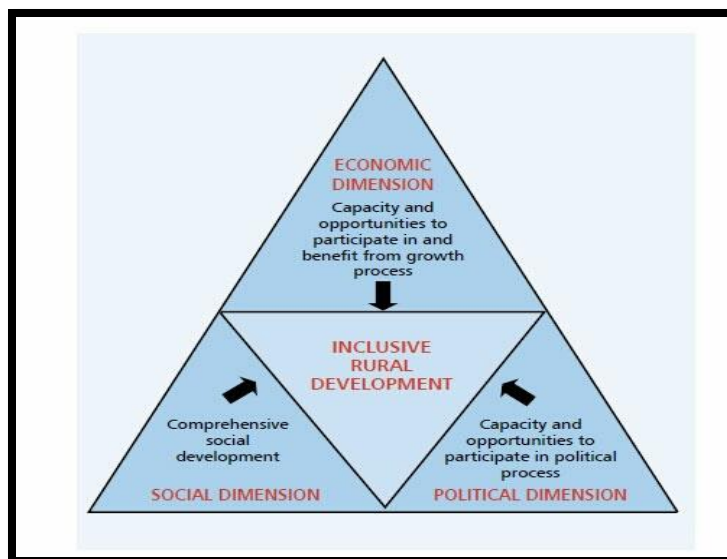 ECONOMIC
DIMENSION
Capacity and
opportunities to
participate in and
benefit from growth
process
INCLUSIVE
RURAL
DEVELOPMENT
Comprehensive
social
development
SOCIAL DIMENSION
Capacity and
opportunities to
participate in political
process
POLITICAL DIMENSION